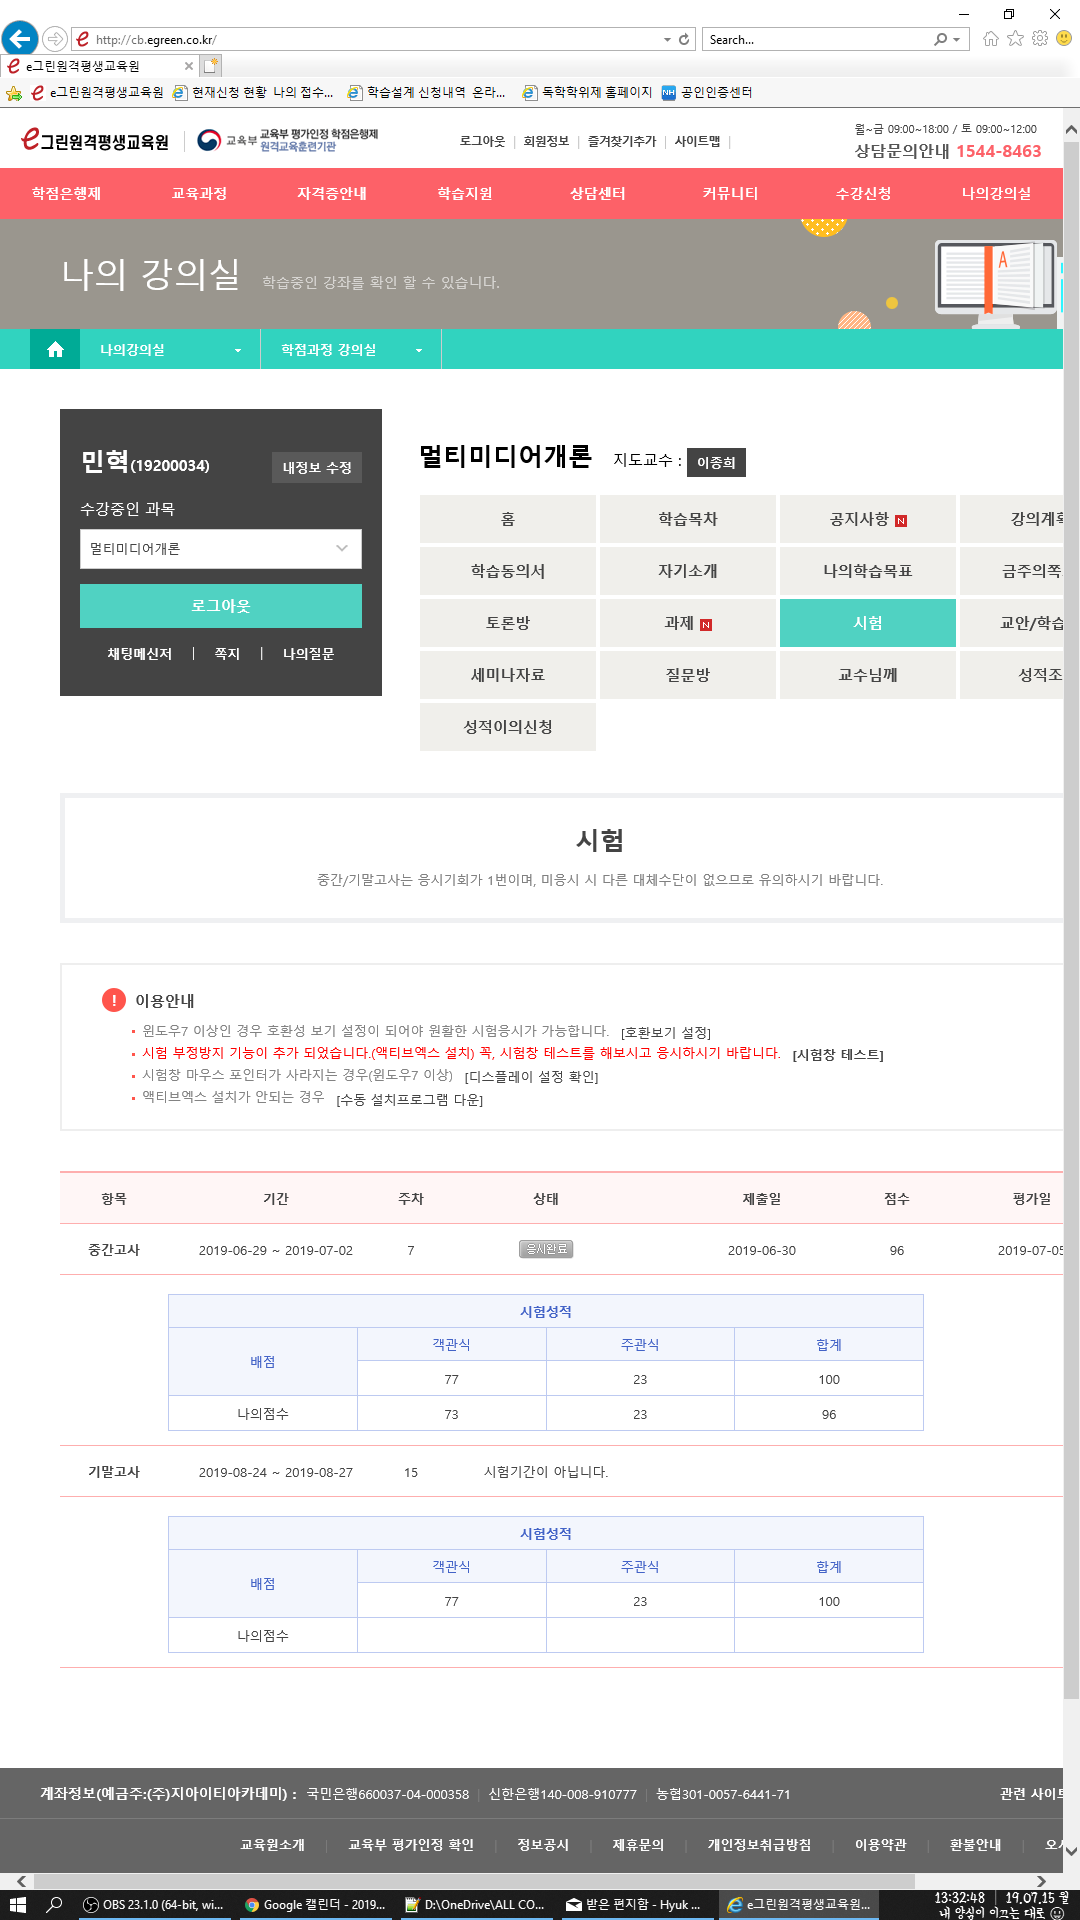 http://cb.egreen.co.kr/
Search...
e그린원격평생교육원
e그린원격평생교육원 현재신청 현황 나의 접수... 학습설계 신청내역 온라... 독학학위제 홈페이지 NH 공인인증센터
e그린원격평생교육원
교육부 교육부 평가인정 학점은행제
원격교육훈련기관
로그아웃 | 회원정보 | 즐겨찾기추가 | 사이트맵 |
월~금 09:00~18:00 / 토 09:00~12:00
상담문의안내 1544-8463
학점은행제 교육과정 자격증안내 학습지원 상담센터 커뮤니티 수강신청 나의강의실
나의 강의실 학습중인 강좌를 확인 할 수 있습니다.
A
나의강의실 학점과정 강의실
민혁(19200034) 내정보 수정
수강중인 과목
멀티미디어개론
로그아웃
채팅메신저 | 쪽지 | 나의질문
멀티미디어개론 지도교수 : 이종희
홈 학습목차 공지사항 N 강의계획
학습동의서 자기소개 나의학습목표 금주의쪽
토론방 과제 N 시험 교안/학습
세미나자료 질문방 교수님께 성적조
성적이의신청
시험
중간/기말고사는 응시기회가 1번이며, 미응시 시 다른 대체수단이 없으므로 유의하시기 바랍니다.
! 이용안내
윈도우7 이상인 경우 호환성 보기 설정이 되어야 원활한 시험응시가 가능합니다. [호환보기 설정]
시험 부정방지 기능이 추가 되었습니다.(액티브엑스 설치) 꼭, 시험창 테스트를 해보시고 응시하시기 바랍니다. [시험창 테스트]
시험창 마우스 포인터가 사라지는 경우(윈도우7 이상) [디스플레이 설정 확인]
액티브엑스 설치가 안되는 경우 [수동 설치프로그램 다운]
항목 기간 주차 상태 제출일 점수 평가일
중간고사 2019-06-29 ~ 2019-07-02 7 응시완료 2019-06-30 96 2019-07-05
시험성적
배점 객관식 주관식 합계
77 23 100
나의점수 73 23 96
기말고사 2019-08-24 ~ 2019-08-27 15 시험기간이 아닙니다.
시험성적
배점 객관식 주관식 합계
77 23 100
나의점수
계좌정보(예금주:(주)지아이티아카데미) : 국민은행660037-04-000358 | 신한은행140-008-910777 | 농협301-0057-6441-71 관련 사이트
교육원소개 | 교육부 평가인정 확인 | 정보공시 | 제휴문의 | 개인정보취급방침 | 이용약관 | 환불안내 | 오시
OBS 23.1.0 (64-bit, wi... Google 캘린더 - 2019... D:\OneDrive\ALL CO... 받은 편지함 - Hyuk ... e그린원격평생교육원...
13:32:48 | 19.07.15 월
내 양심이 이끄는 대로